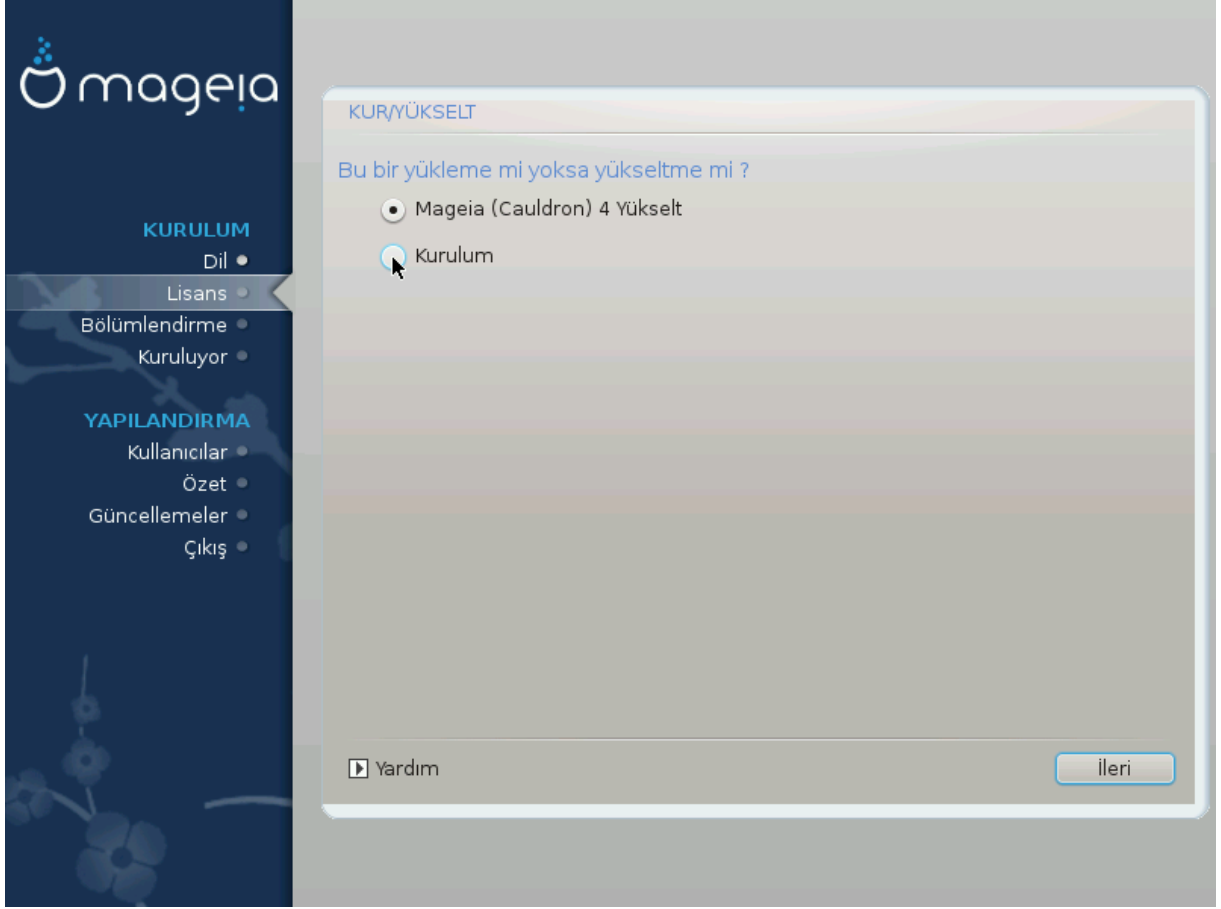 mageia
KURULUM
Dil
Lisans
Bölümlendirme
Kuruluyor
YAPILANDIRMA
Kullanıcılar
Özet
Güncellemeler
Çıkış
KUR/YÜKSELT
Bu bir yükleme mi yoksa yükseltme mi ?
Mageia (Cauldron) 4 Yükselt
Kurulum
Yardım
İleri